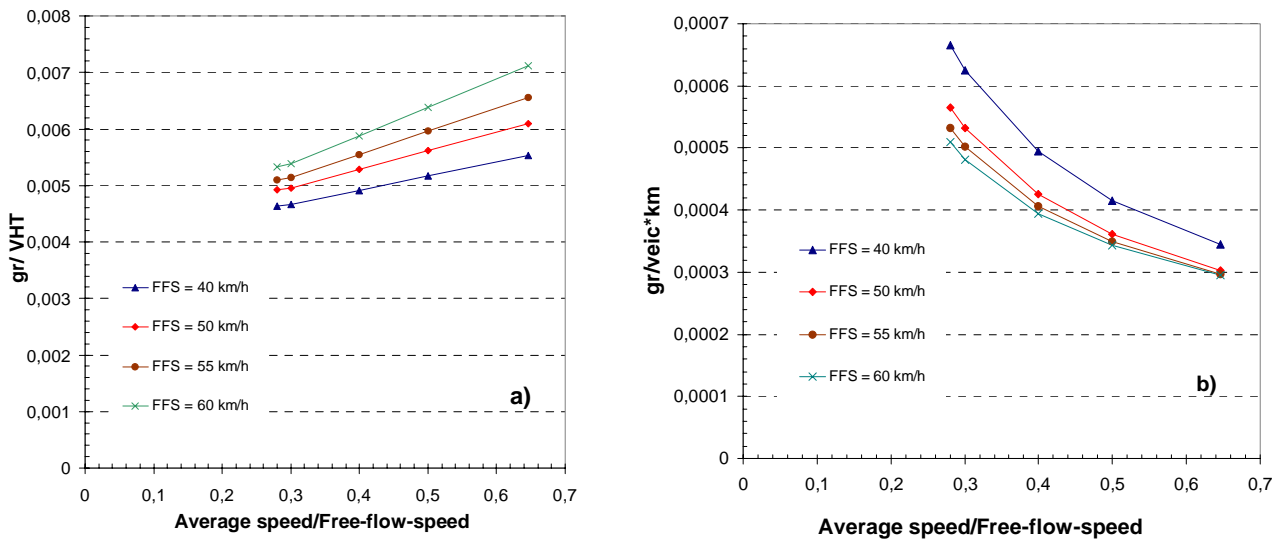 0,008
0,007
0,006
0,005
0,004
0,003
0,002
0,001
0
gr/ VHT
FFS = 40 km/h
FFS = 50 km/h
FFS = 55 km/h
FFS = 60 km/h
a)
0 0,1 0,2 0,3 0,4 0,5 0,6 0,7
Average speed/Free-flow-speed
0,0007
0,0006
0,0005
0,0004
0,0003
0,0002
0,0001
0
gr/veic*km
FFS = 40 km/h
FFS = 50 km/h
FFS = 55 km/h
FFS = 60 km/h
b)
0 0,1 0,2 0,3 0,4 0,5 0,6 0,7
Average speed/Free-flow-speed